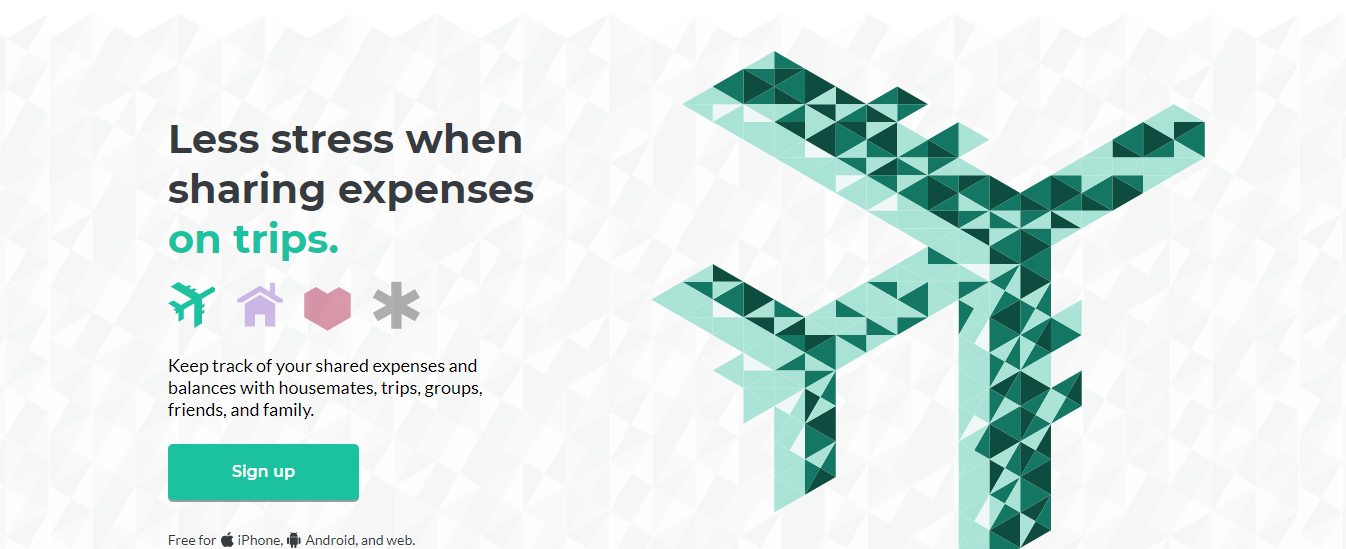 Less stress when
sharing expenses
on trips.
Keep track of your shared expenses and
balances with housemates, trips, groups,
friends, and family.
Sign up
Free for iPhone, Android, and web.